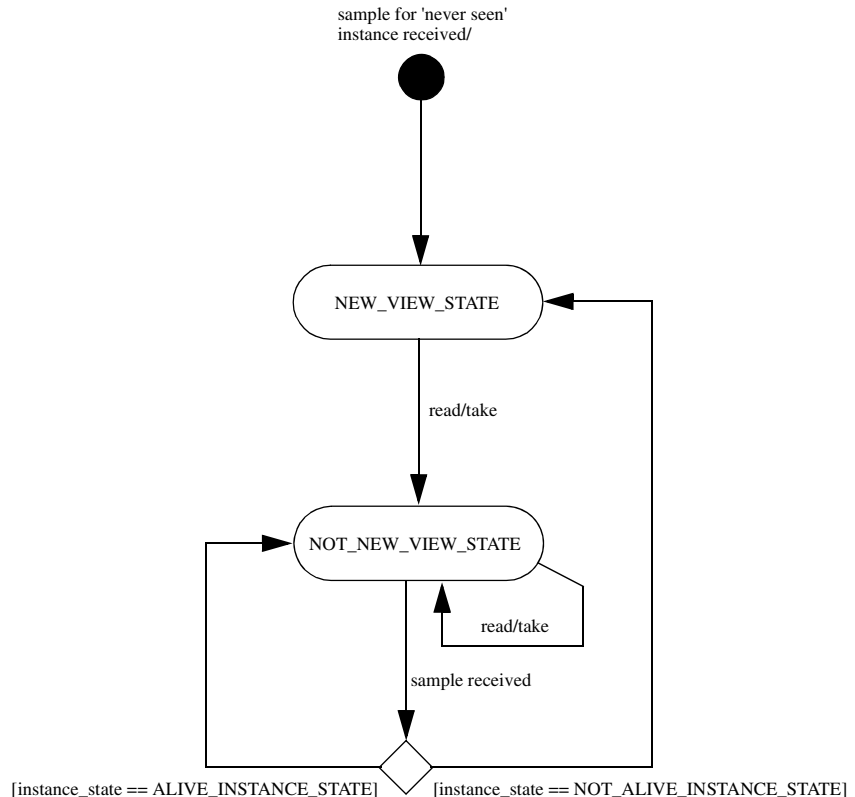 sample for 'never seen'
instance received/
NEW_VIEW_STATE
read/take
NOT_NEW_VIEW_STATE
read/take
sample received
[instance_state == ALIVE_INSTANCE_STATE]
[instance_state == NOT_ALIVE_INSTANCE_STATE]